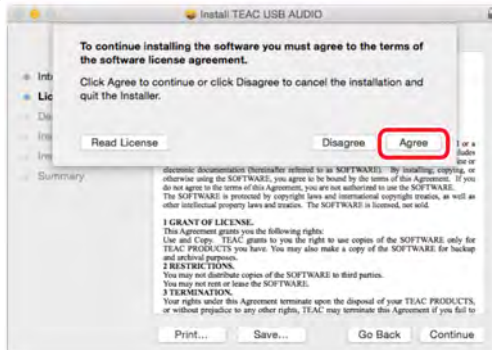 Install TEAC USB AUDIO
To continue installing the software you must agree to the terms of
the software license agreement.
Click Agree to continue or click Disagree to cancel the installation and
quit the Installer.
Read License
Disagree
Agree
Int
Lic
De
Ins
Ins
Summary
l or a
ine or
electronic documentation (hereinafter referred to as SOFTWARE). By installing, copying, or
otherwise using the SOFTWARE, you agree to be bound by the terms of this Agreement. If you
do not agree to the terms of this Agreement, you are not authorized to use the SOFTWARE.
The SOFTWARE is protected by copyright laws and international copyright treaties, as well as
other intellectual property laws and treaties. The SOFTWARE is licensed, not sold.
1 GRANT OF LICENSE.
This Agreement grants you the following rights:
Use and Copy. TEAC grants to you the right to use copies of the SOFTWARE only for
TEAC PRODUCTS you have. You may also make a copy of the SOFTWARE for backup
and archival purposes.
2 RESTRICTIONS.
You may not distribute copies of the SOFTWARE to third parties.
You may not rent or lease the SOFTWARE.
3 TERMINATION.
Your rights under this Agreement terminate upon the disposal of your TEAC PRODUCTS,
or without prejudice to any other rights, TEAC may terminate this Agreement if you fail to
Print...
Save...
Go Back
Continue